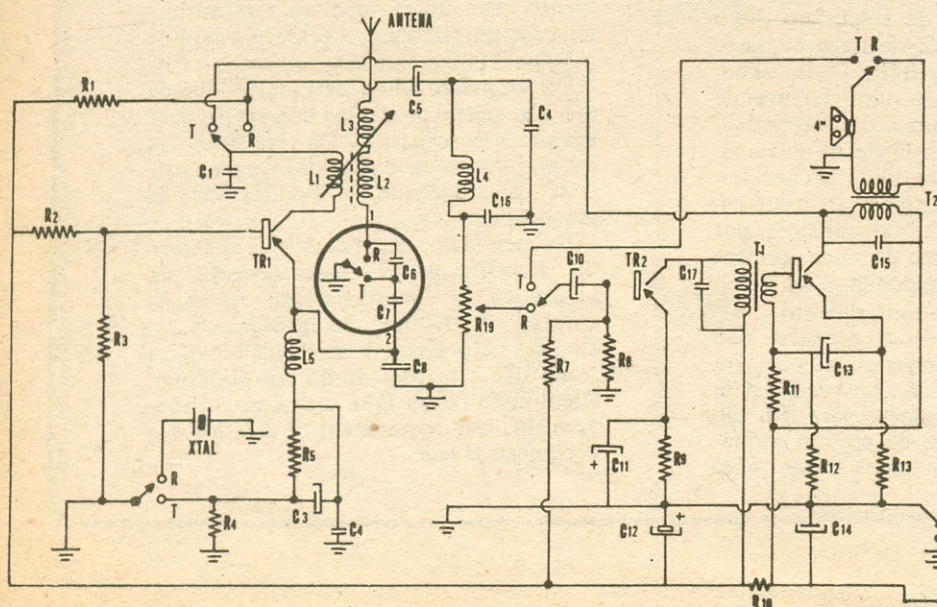 ANTENA
T R
R1
C5
C4
T R
L3
4"
C1
L1
L2
L4
T2
R2
1
C16
TR1
R
C10
TR2
T1
C6
T
C17
C15
T
C7
R19
R
R3
2
R7
R8
L5
C8
R11
C13
XTAL
R5
C11
+
R9
R12
R13
R
T
R4
C3
C4
C12
+
C14
R10